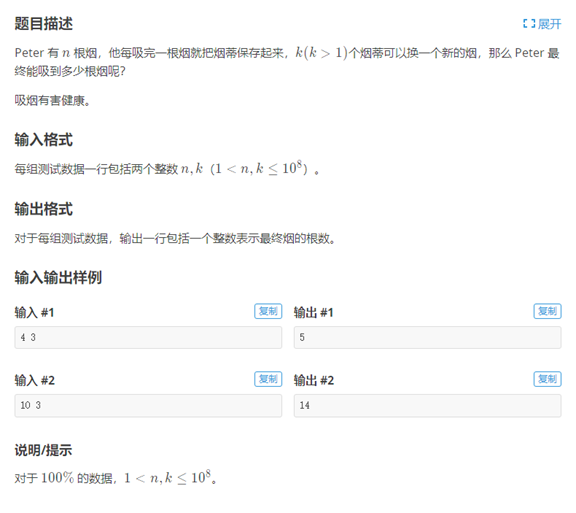 题目描述
展开
Peter 有 n 根烟，他每吸完一根烟就把烟蒂保存起来，k(k > 1)个烟蒂可以换一个新的烟，那么 Peter 最
终能吸到多少根烟呢？
吸烟有害健康。
输入格式
每组测试数据一行包括两个整数 n, k（1 < n, k ≤ 10⁸）。
输出格式
对于每组测试数据，输出一行包括一个整数表示最终烟的根数。
输入输出样例
输入 #1 复制 输出 #1 复制
4 3 5
输入 #2 复制 输出 #2 复制
10 3 14
说明/提示
对于 100% 的数据，1 < n, k ≤ 10⁸。